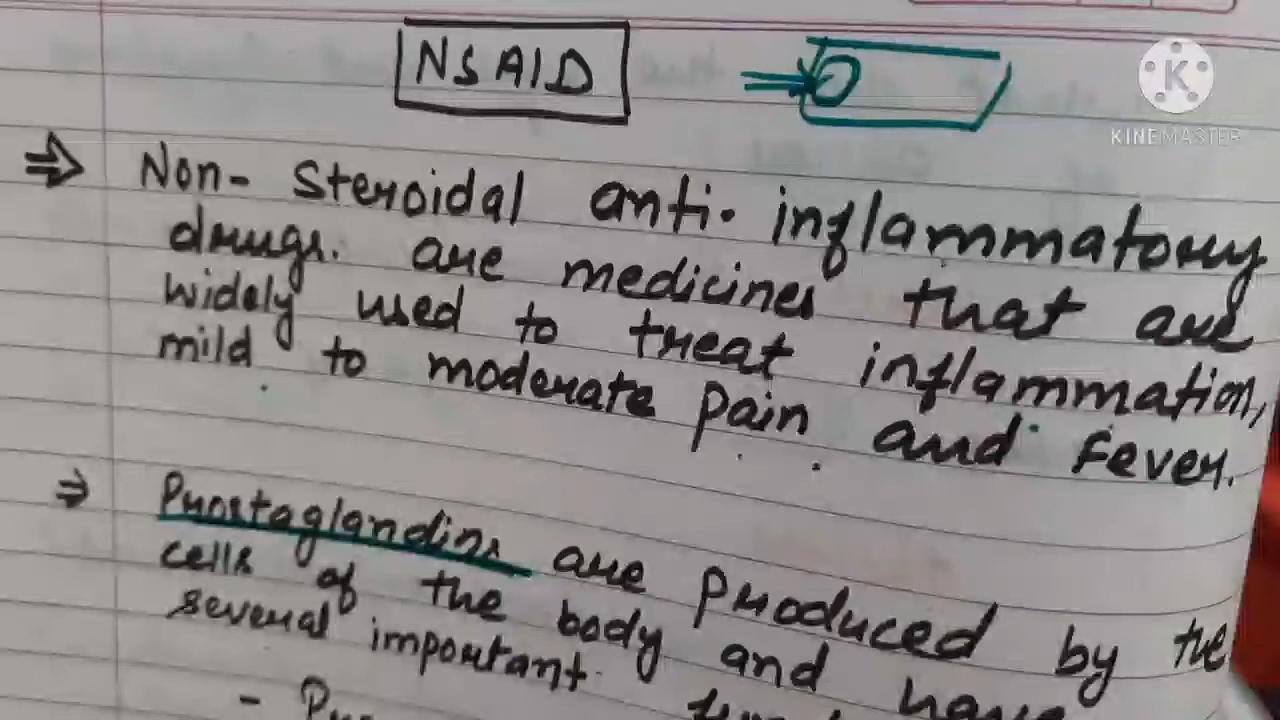 NSAID
KINEMASTER
⇒ Non-Steroidal anti-inflammatory
drugs. are medicines that are
widely used to treat inflammation,
mild to moderate pain and Fever.
⇒ Prostaglandins are produced by the
cells of the body and have
several important